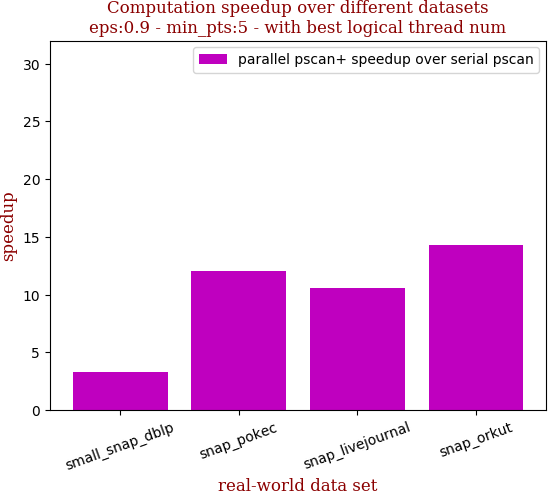 Computation speedup over different datasets
eps:0.9 - min_pts:5 - with best logical thread num
parallel pscan+ speedup over serial pscan
speedup
30
25
20
15
10
5
0
small_snap_dblp
snap_pokec
snap_livejournal
snap_orkut
real-world data set